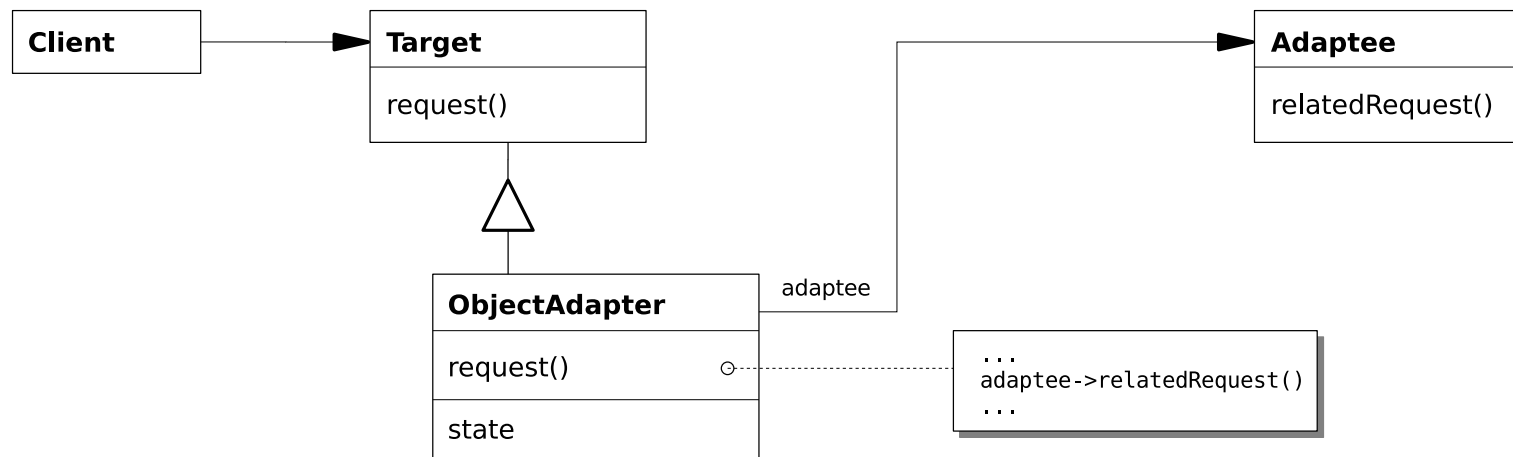 Client
Target
request()
Adaptee
relatedRequest()
adaptee
ObjectAdapter
request()
state
...
adaptee->relatedRequest()
...